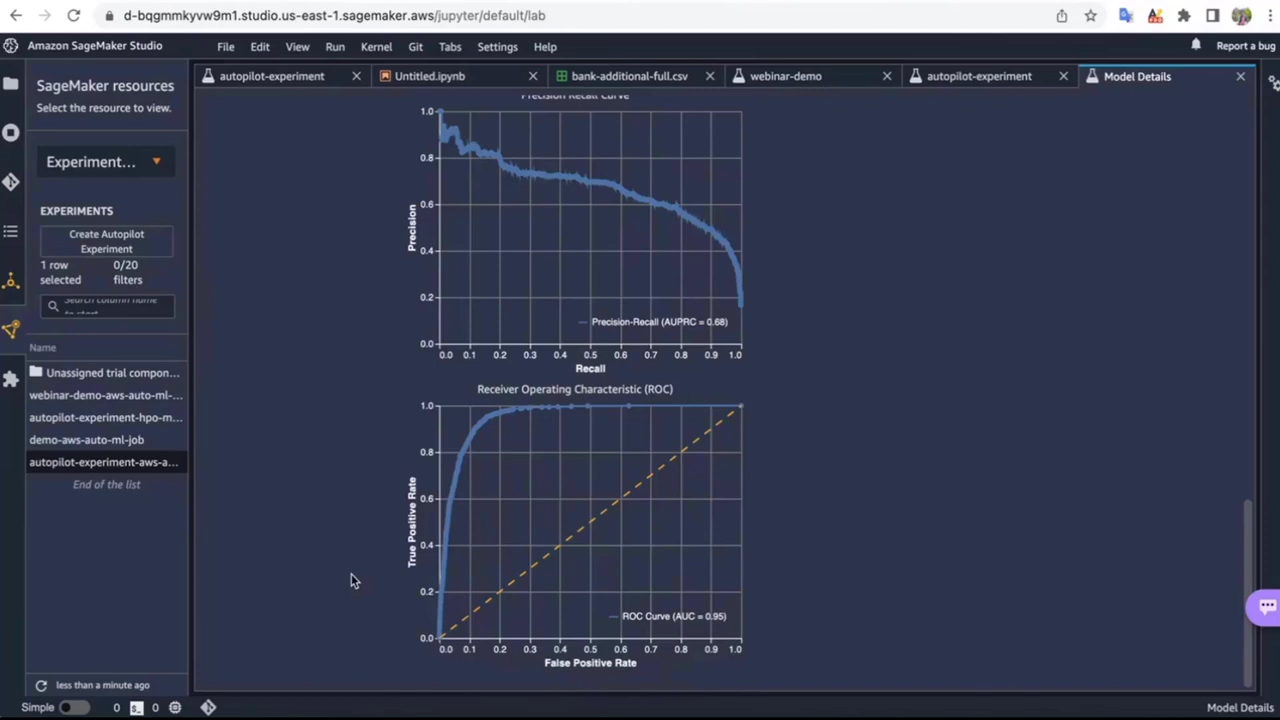 d-bqgmmkyvw9m1.studio.us-east-1.sagemaker.aws/jupyter/default/lab
Amazon SageMaker Studio
File Edit View Run Kernel Git Tabs Settings Help
Report a bug
SageMaker resources
Select the resource to view.
Experiment...
EXPERIMENTS
Create Autopilot
Experiment
1 row
selected
0/20
filters
Search column name
to start
Name
Unassigned trial compon...
webinar-demo-aws-auto-ml-...
autopilot-experiment-hpo-m...
demo-aws-auto-ml-job
autopilot-experiment-aws-a...
End of the list
less than a minute ago
autopilot-experiment
Untitled.ipynb
bank-additional-full.csv
webinar-demo
autopilot-experiment
Model Details
Precision Recall Curve
1.0
0.8
0.6
0.4
0.2
0.0
Precision
Precision-Recall (AUPRC = 0.68)
0.0 0.1 0.2 0.3 0.4 0.5 0.6 0.7 0.8 0.9 1.0
Recall
Receiver Operating Characteristic (ROC)
1.0
0.8
0.6
0.4
0.2
0.0
True Positive Rate
ROC Curve (AUC = 0.95)
0.0 0.1 0.2 0.3 0.4 0.5 0.6 0.7 0.8 0.9 1.0
False Positive Rate
Simple 0 $_ 0
Model Details